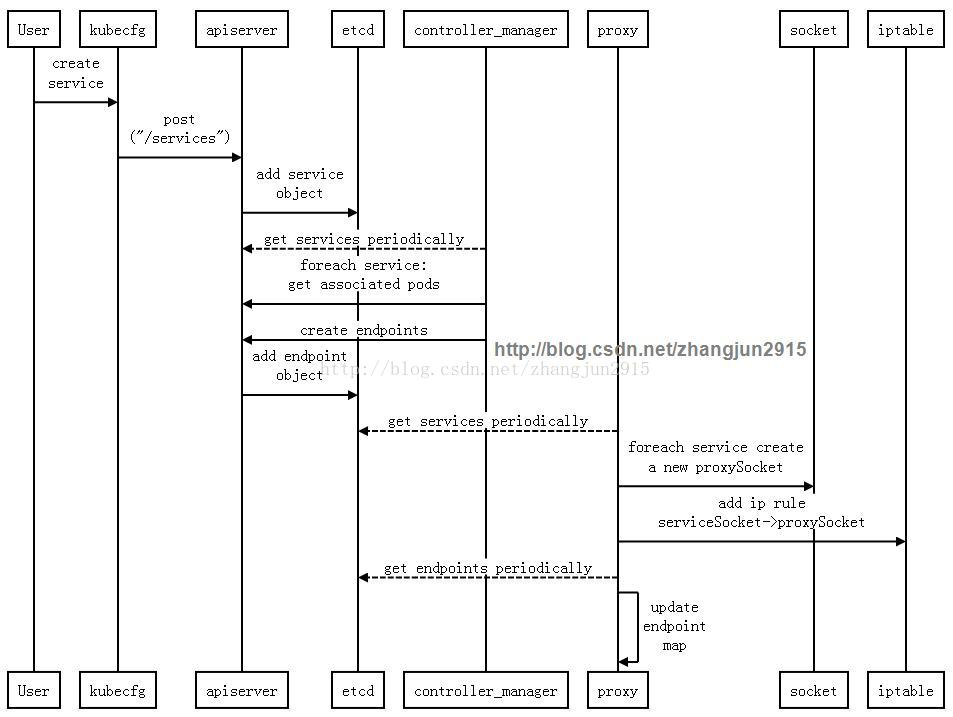 User
kubecfg
apiserver
etcd
controller_manager
proxy
socket
iptable
create
service
post
("/services")
add service
object
get services periodically
foreach service:
get associated pods
create endpoints
http://blog.csdn.net/zhangjun2915
add endpoint
object
http://blog.csdn.net/zhangjun2915
get services periodically
foreach service create
a new proxySocket
add ip rule
serviceSocket->proxySocket
get endpoints periodically
update
endpoint
map
User
kubecfg
apiserver
etcd
controller_manager
proxy
socket
iptable